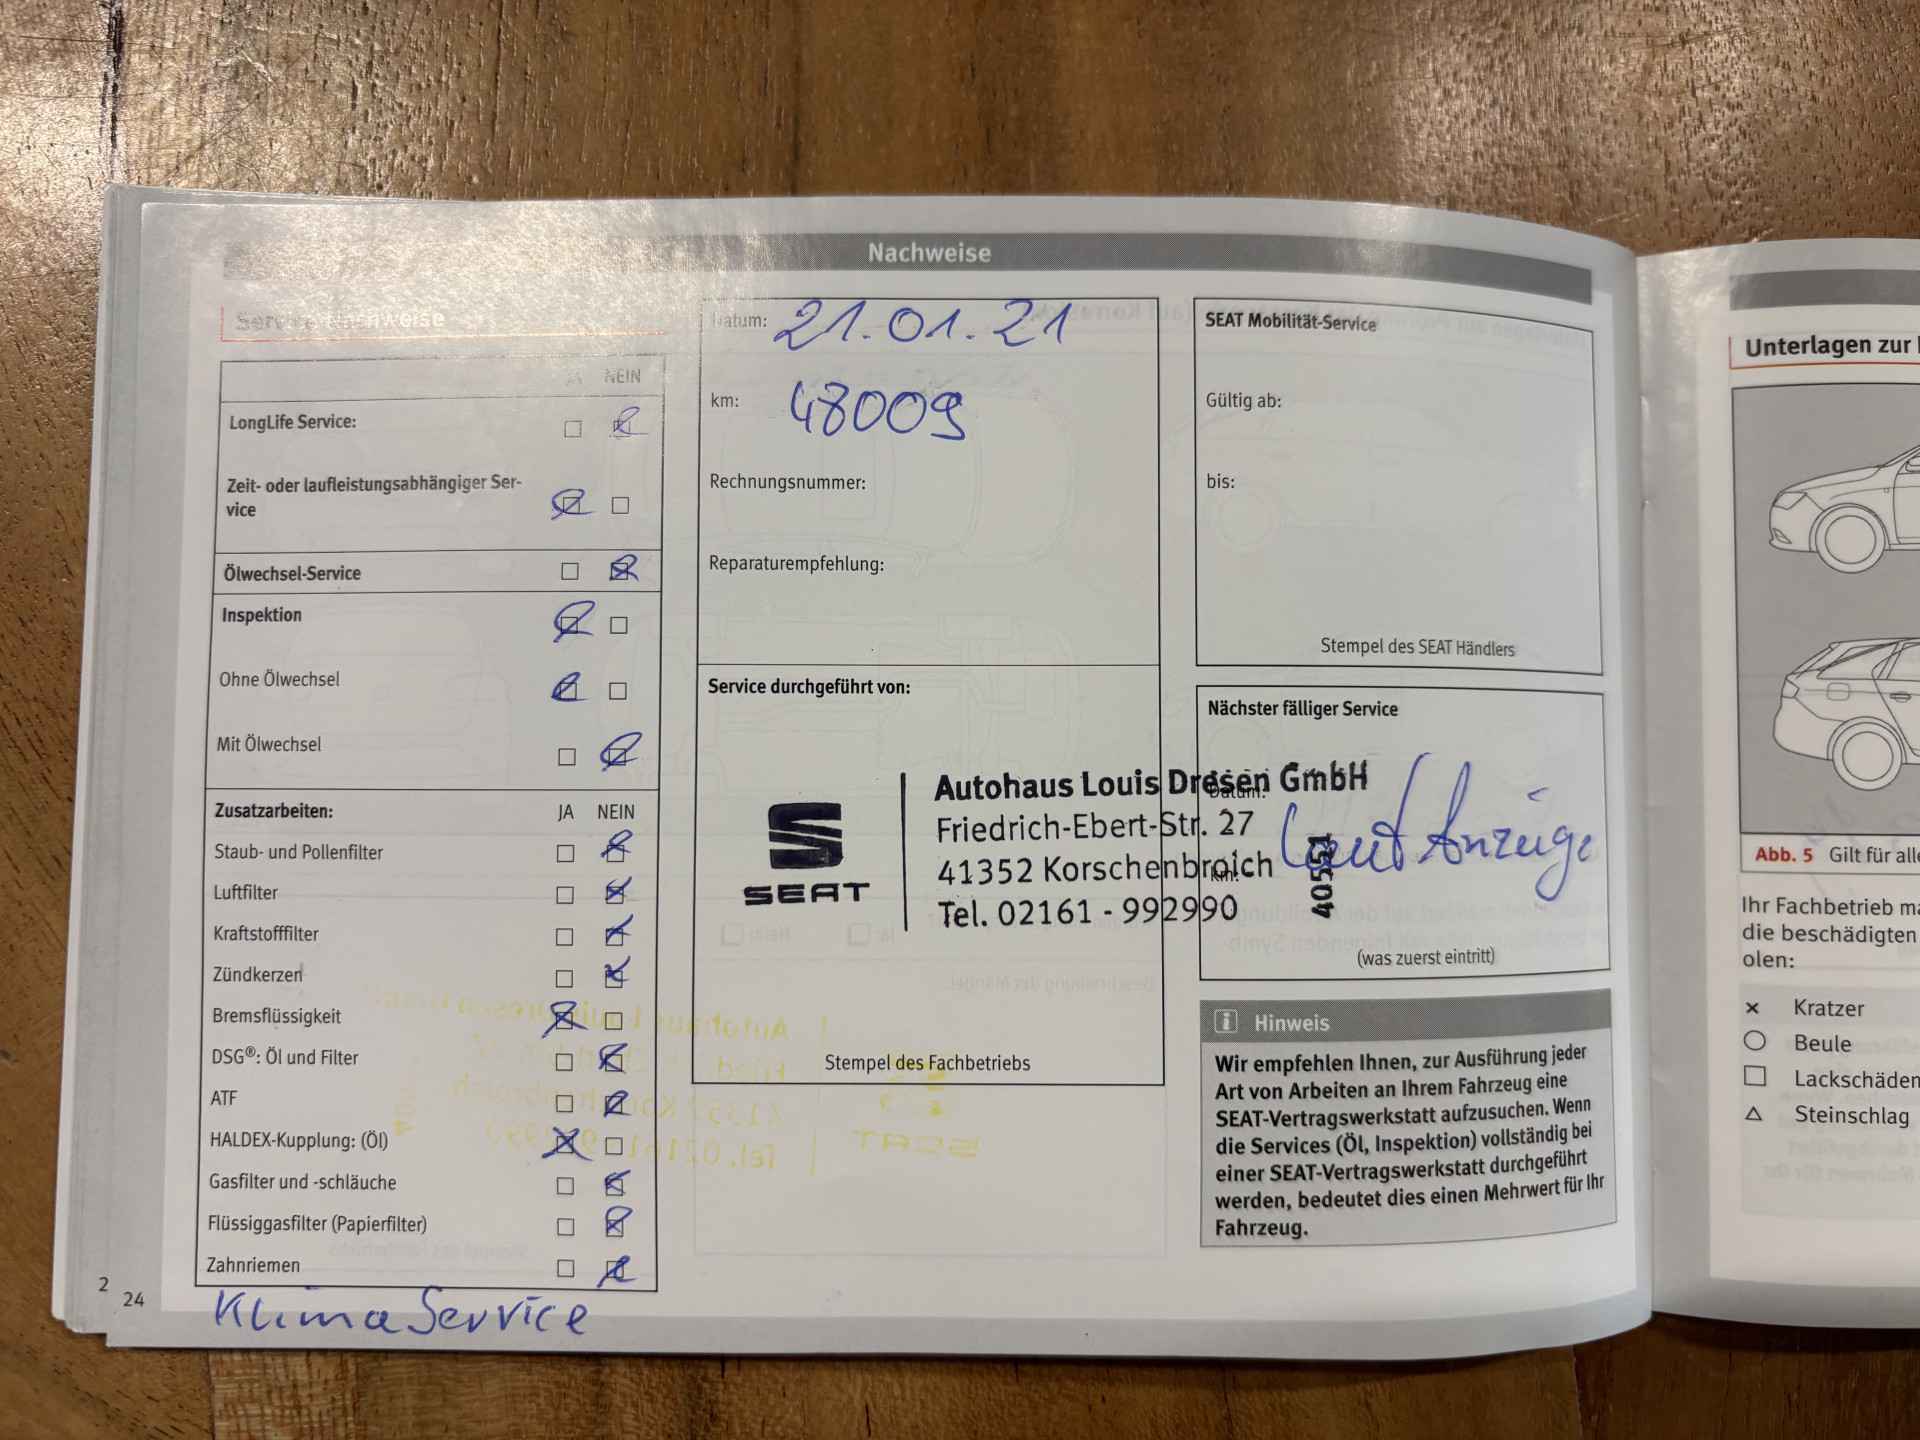 Nachweise
Service-Nachweise
JA NEIN
LongLife Service:
Zeit- oder laufleistungsabhängiger Ser-
vice
Ölwechsel-Service
Inspektion
Ohne Ölwechsel
Mit Ölwechsel
Zusatzarbeiten: JA NEIN
Staub- und Pollenfilter
Luftfilter
Kraftstofffilter
Zündkerzen
Bremsflüssigkeit
DSG®: Öl und Filter
ATF
HALDEX-Kupplung: (Öl)
Gasfilter und -schläuche
Flüssiggasfilter (Papierfilter)
Zahnriemen
Klima Service
2
24
Datum: 21.01.21
km: 48009
Rechnungsnummer:
Reparaturempfehlung:
Service durchgeführt von:
SEAT
Autohaus Louis Dresen GmbH
Friedrich-Ebert-Str. 27
41352 Korschenbroich
Tel. 02161 - 992990
Stempel des Fachbetriebs
SEAT Mobilität-Service
Gültig ab:
bis:
Stempel des SEAT Händlers
Nächster fälliger Service
Datum:
Laut Anzeige
km:
(was zuerst eintritt)
i Hinweis
Wir empfehlen Ihnen, zur Ausführung jeder
Art von Arbeiten an Ihrem Fahrzeug eine
SEAT-Vertragswerkstatt aufzusuchen. Wenn
die Services (Öl, Inspektion) vollständig bei
einer SEAT-Vertragswerkstatt durchgeführt
werden, bedeutet dies einen Mehrwert für Ihr
Fahrzeug.
Unterlagen zur
Abb. 5 Gilt für alle
Ihr Fachbetrieb ma
die beschädigten
olen:
Kratzer
Beule
Lackschäden
Steinschlag